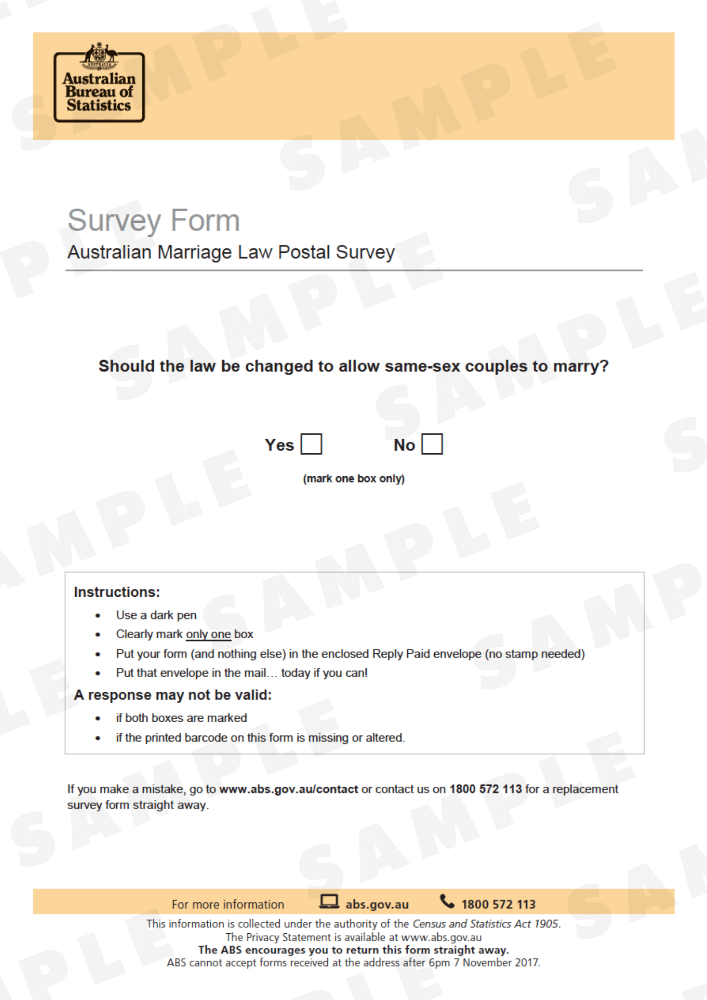 AUSTRALIA
Australian
Bureau of
Statistics
Survey Form
Australian Marriage Law Postal Survey
Should the law be changed to allow same-sex couples to marry?
Yes No
(mark one box only)
Instructions:
• Use a dark pen
• Clearly mark only one box
• Put your form (and nothing else) in the enclosed Reply Paid envelope (no stamp needed)
• Put that envelope in the mail... today if you can!
A response may not be valid:
• if both boxes are marked
• if the printed barcode on this form is missing or altered.
If you make a mistake, go to www.abs.gov.au/contact or contact us on 1800 572 113 for a replacement
survey form straight away.
For more information abs.gov.au 1800 572 113
This information is collected under the authority of the Census and Statistics Act 1905.
The Privacy Statement is available at www.abs.gov.au
The ABS encourages you to return this form straight away.
ABS cannot accept forms received at the address after 6pm 7 November 2017.
SAMPLE
SAMPLE
SAMPLE
SAMPLE
SAMPLE
SAMPLE
SAMPLE
SAMPLE